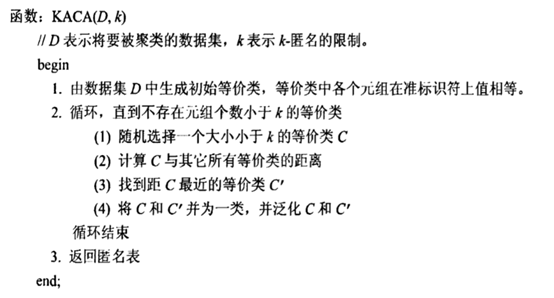 函数：KACA(D, k)
// D 表示将要被聚类的数据集，k 表示 k-匿名的限制。
begin
1. 由数据集 D 中生成初始等价类，等价类中各个元组在准标识符上值相等。
2. 循环，直到不存在元组个数小于 k 的等价类
(1) 随机选择一个大小小于 k 的等价类 C
(2) 计算 C 与其它所有等价类的距离
(3) 找到距 C 最近的等价类 C′
(4) 将 C 和 C′ 并为一类，并泛化 C 和 C′
循环结束
3. 返回匿名表
end;